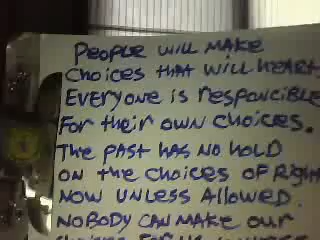 PEOPLE WILL MAKE
CHOICES THAT WILL HEART
EVERYONE IS RESPONCIBLE
FOR THEIR OWN CHOICES.
THE PAST HAS NO HOLD
ON THE CHOICES OF RIGHT
NOW UNLESS ALLOWED.
NOBODY CAN MAKE OUR